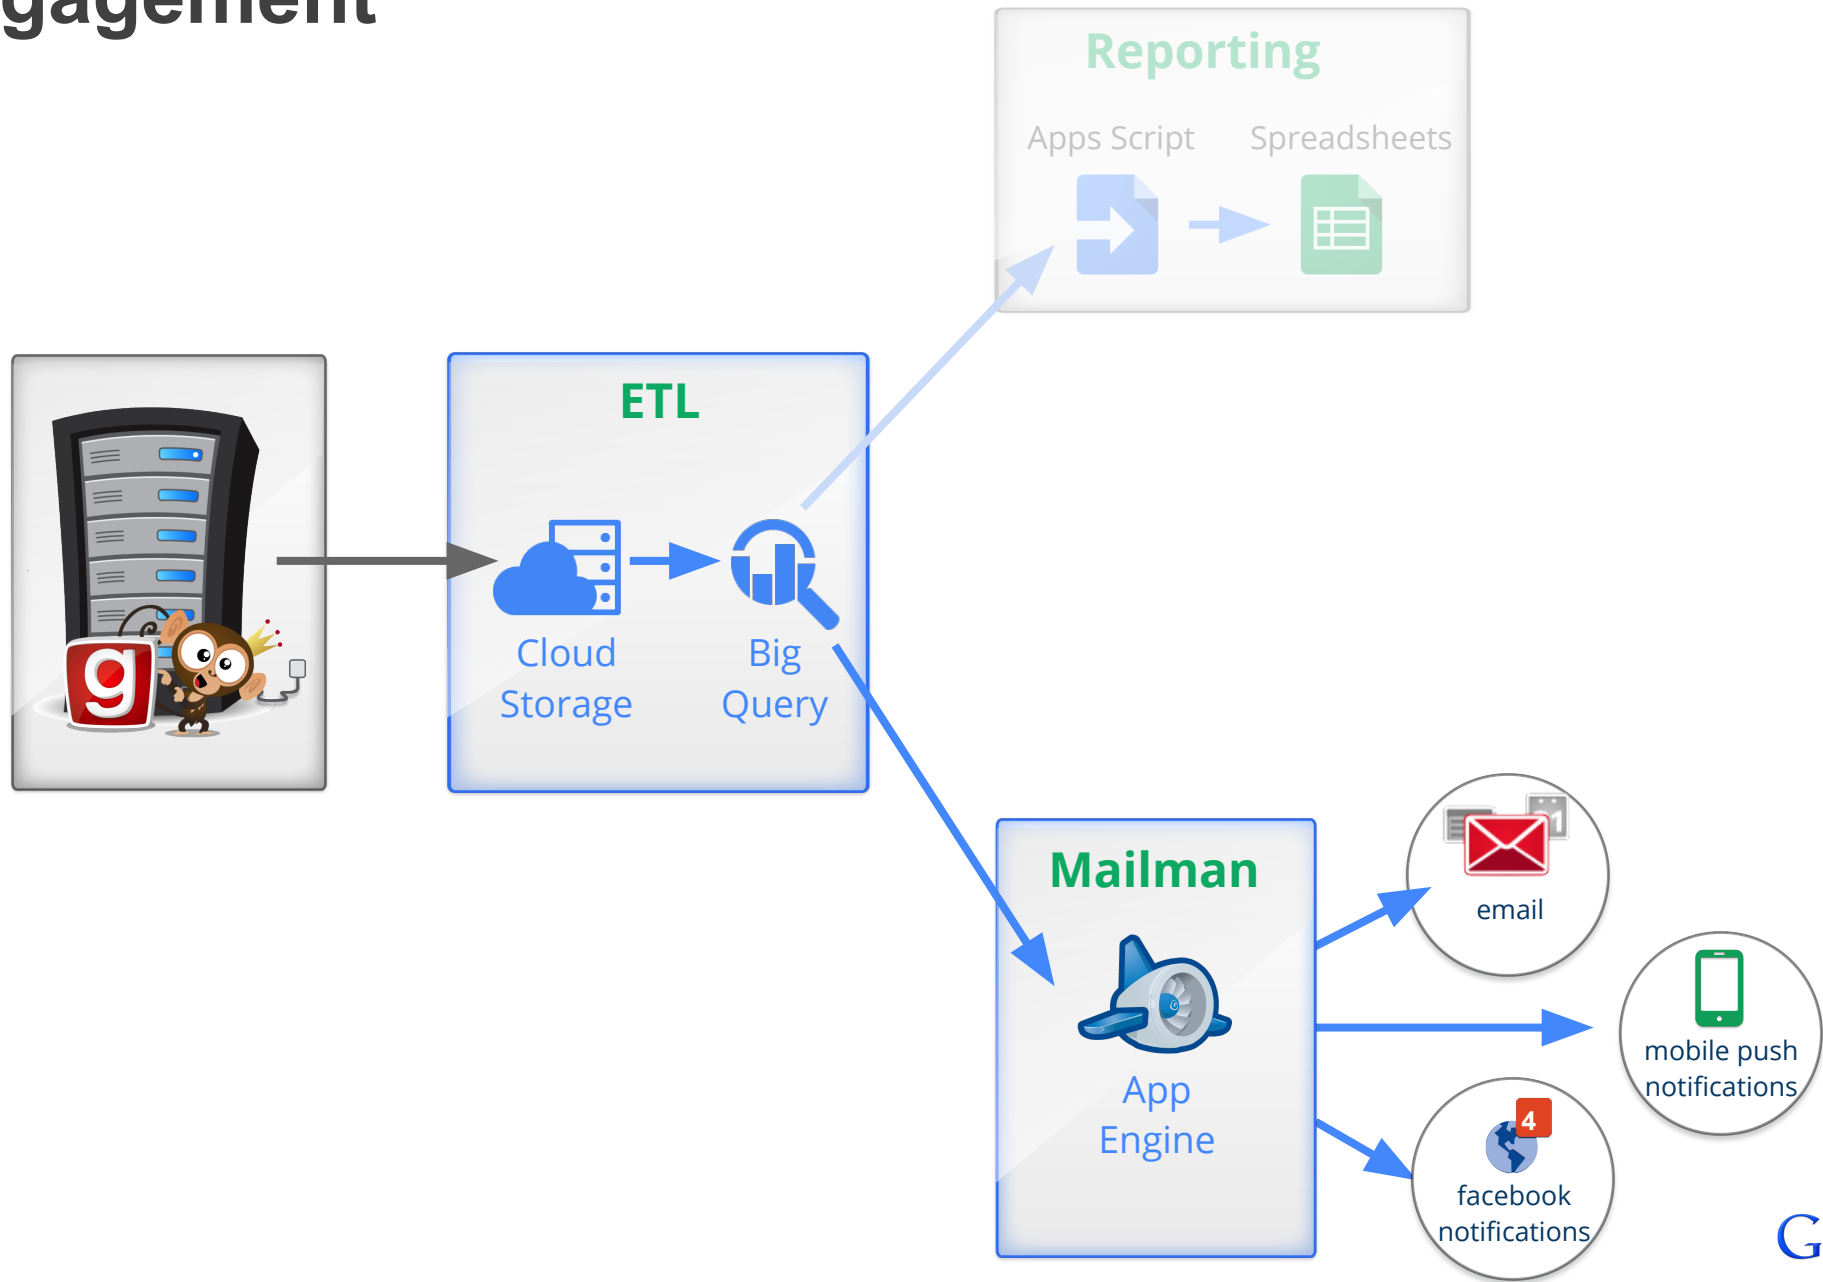 gagement
Reporting
Apps Script
Spreadsheets
ETL
Cloud
Storage
Big
Query
g
Mailman
App
Engine
email
mobile push
notifications
4
facebook
notifications
G